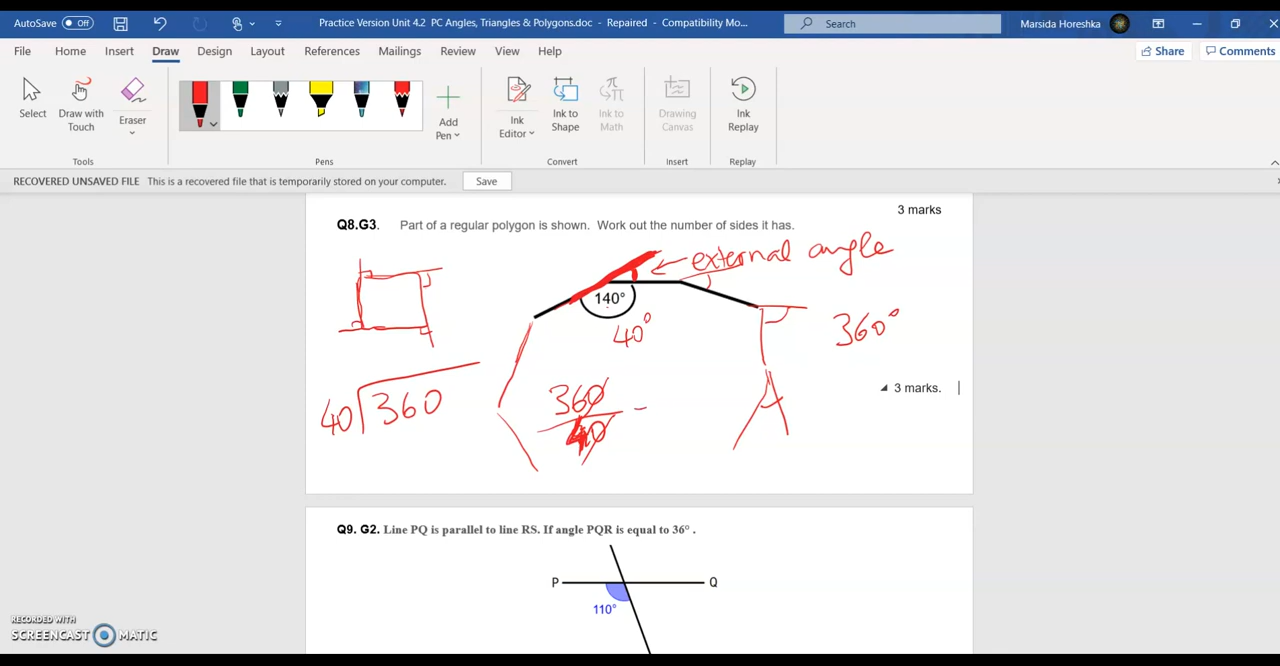 AutoSave Off Practice Version Unit 4.2 PC Angles, Triangles & Polygons.doc - Repaired - Compatibility Mo... Search Marsida Horeshka
File Home Insert Draw Design Layout References Mailings Review View Help Share Comments
Select Draw with Touch Eraser Add Pen Ink Editor Ink to Shape Ink to Math Drawing Canvas Ink Replay
Tools Pens Convert Insert Replay
RECOVERED UNSAVED FILE This is a recovered file that is temporarily stored on your computer. Save
3 marks
Q8.G3. Part of a regular polygon is shown. Work out the number of sides it has.
external angle
140°
40°
360°
3 marks.
40 360
360
40
=
Q9. G2. Line PQ is parallel to line RS. If angle PQR is equal to 36° .
P Q
110°
RECORDED WITH
SCREENCAST MATIC